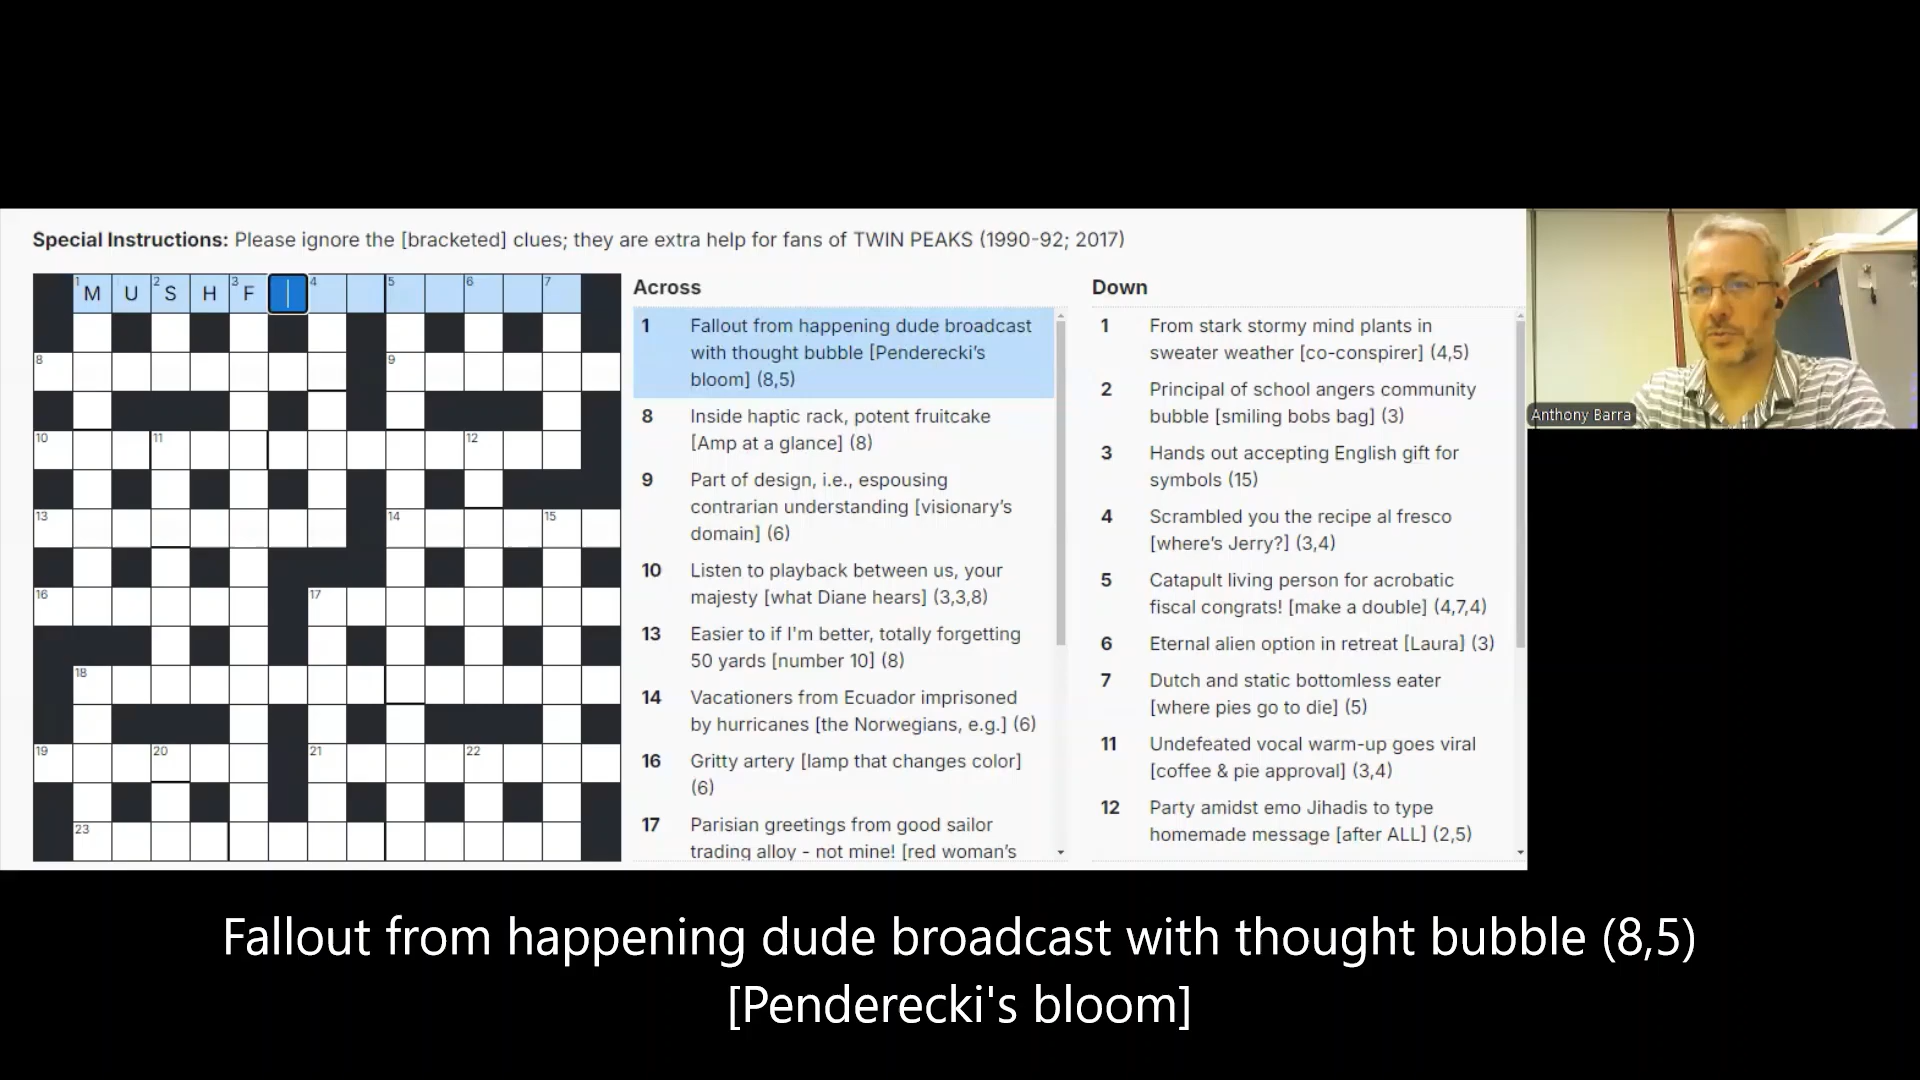 Special Instructions: Please ignore the [bracketed] clues; they are extra help for fans of TWIN PEAKS (1990-92; 2017)
1 M U 2 S H 3 F 4 5 6 7
8 9
10 11 12
13 14 15
16 17
18
19 20 21 22
23
Across
1 Fallout from happening dude broadcast
with thought bubble [Penderecki’s
bloom] (8,5)
8 Inside haptic rack, potent fruitcake
[Amp at a glance] (8)
9 Part of design, i.e., espousing
contrarian understanding [visionary’s
domain] (6)
10 Listen to playback between us, your
majesty [what Diane hears] (3,3,8)
13 Easier to if I'm better, totally forgetting
50 yards [number 10] (8)
14 Vacationers from Ecuador imprisoned
by hurricanes [the Norwegians, e.g.] (6)
16 Gritty artery [lamp that changes color]
(6)
17 Parisian greetings from good sailor
trading alloy - not mine! [red woman’s
Down
1 From stark stormy mind plants in
sweater weather [co-conspirer] (4,5)
2 Principal of school angers community
bubble [smiling bobs bag] (3)
3 Hands out accepting English gift for
symbols (15)
4 Scrambled you the recipe al fresco
[where’s Jerry?] (3,4)
5 Catapult living person for acrobatic
fiscal congrats! [make a double] (4,7,4)
6 Eternal alien option in retreat [Laura] (3)
7 Dutch and static bottomless eater
[where pies go to die] (5)
11 Undefeated vocal warm-up goes viral
[coffee & pie approval] (3,4)
12 Party amidst emo Jihadis to type
homemade message [after ALL] (2,5)
Anthony Barra
Fallout from happening dude broadcast with thought bubble (8,5)
[Penderecki's bloom]